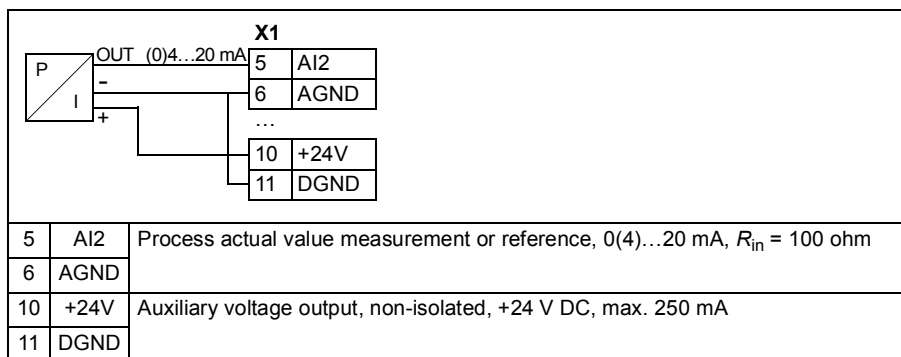 X1
OUT (0)4…20 mA
5 AI2
P
-
6 AGND
I
+
…
10 +24V
11 DGND
5 AI2 Process actual value measurement or reference, 0(4)…20 mA, Rin = 100 ohm
6 AGND
10 +24V Auxiliary voltage output, non-isolated, +24 V DC, max. 250 mA
11 DGND